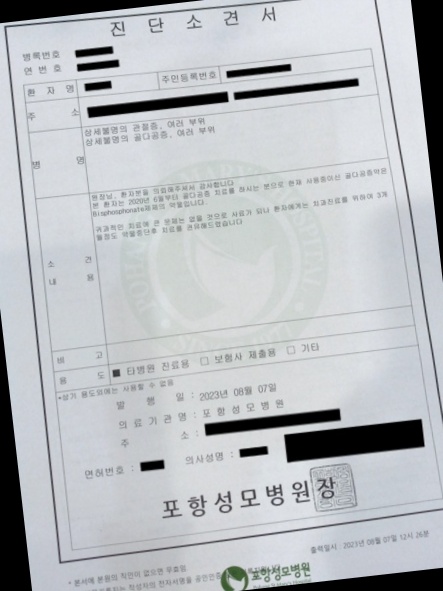 진 단 소 견 서
병록번호
연 번 호
환 자 명
주민등록번호
주 소
병 명
상세불명의 관절증, 여러 부위
상세불명의 골다공증, 여러 부위
소 견
내 용
원장님, 환자분을 의뢰해주셔서 감사합니다
본 환자는 2020년 6월부터 골다공증 치료를 하시는 분으로 현재 사용중이신 골다공증약은
Bisphosphonate제제의 약물입니다.
귀과적인 치료에 큰 문제는 없을 것으로 사료가 되나 환자에게는 치과진료를 위하여 3개
월정도 약물중단후 치료를 권유해드렸습니다
비 고
용 도
■ 타병원 진료용 □ 보험사 제출용 □ 기타
*상기 용도외에는 사용할 수 없음
발 행 일 : 2023년 08월 07일
의 료 기 관 명 : 포 항 성 모 병 원
주 소 :
면허번호 :
의사성명 :
포항성모병원장
출력일시 : 2023년 08월 07일 12시 26분
* 본서에 본원의 직인이 없으면 무효임
포항성모병원